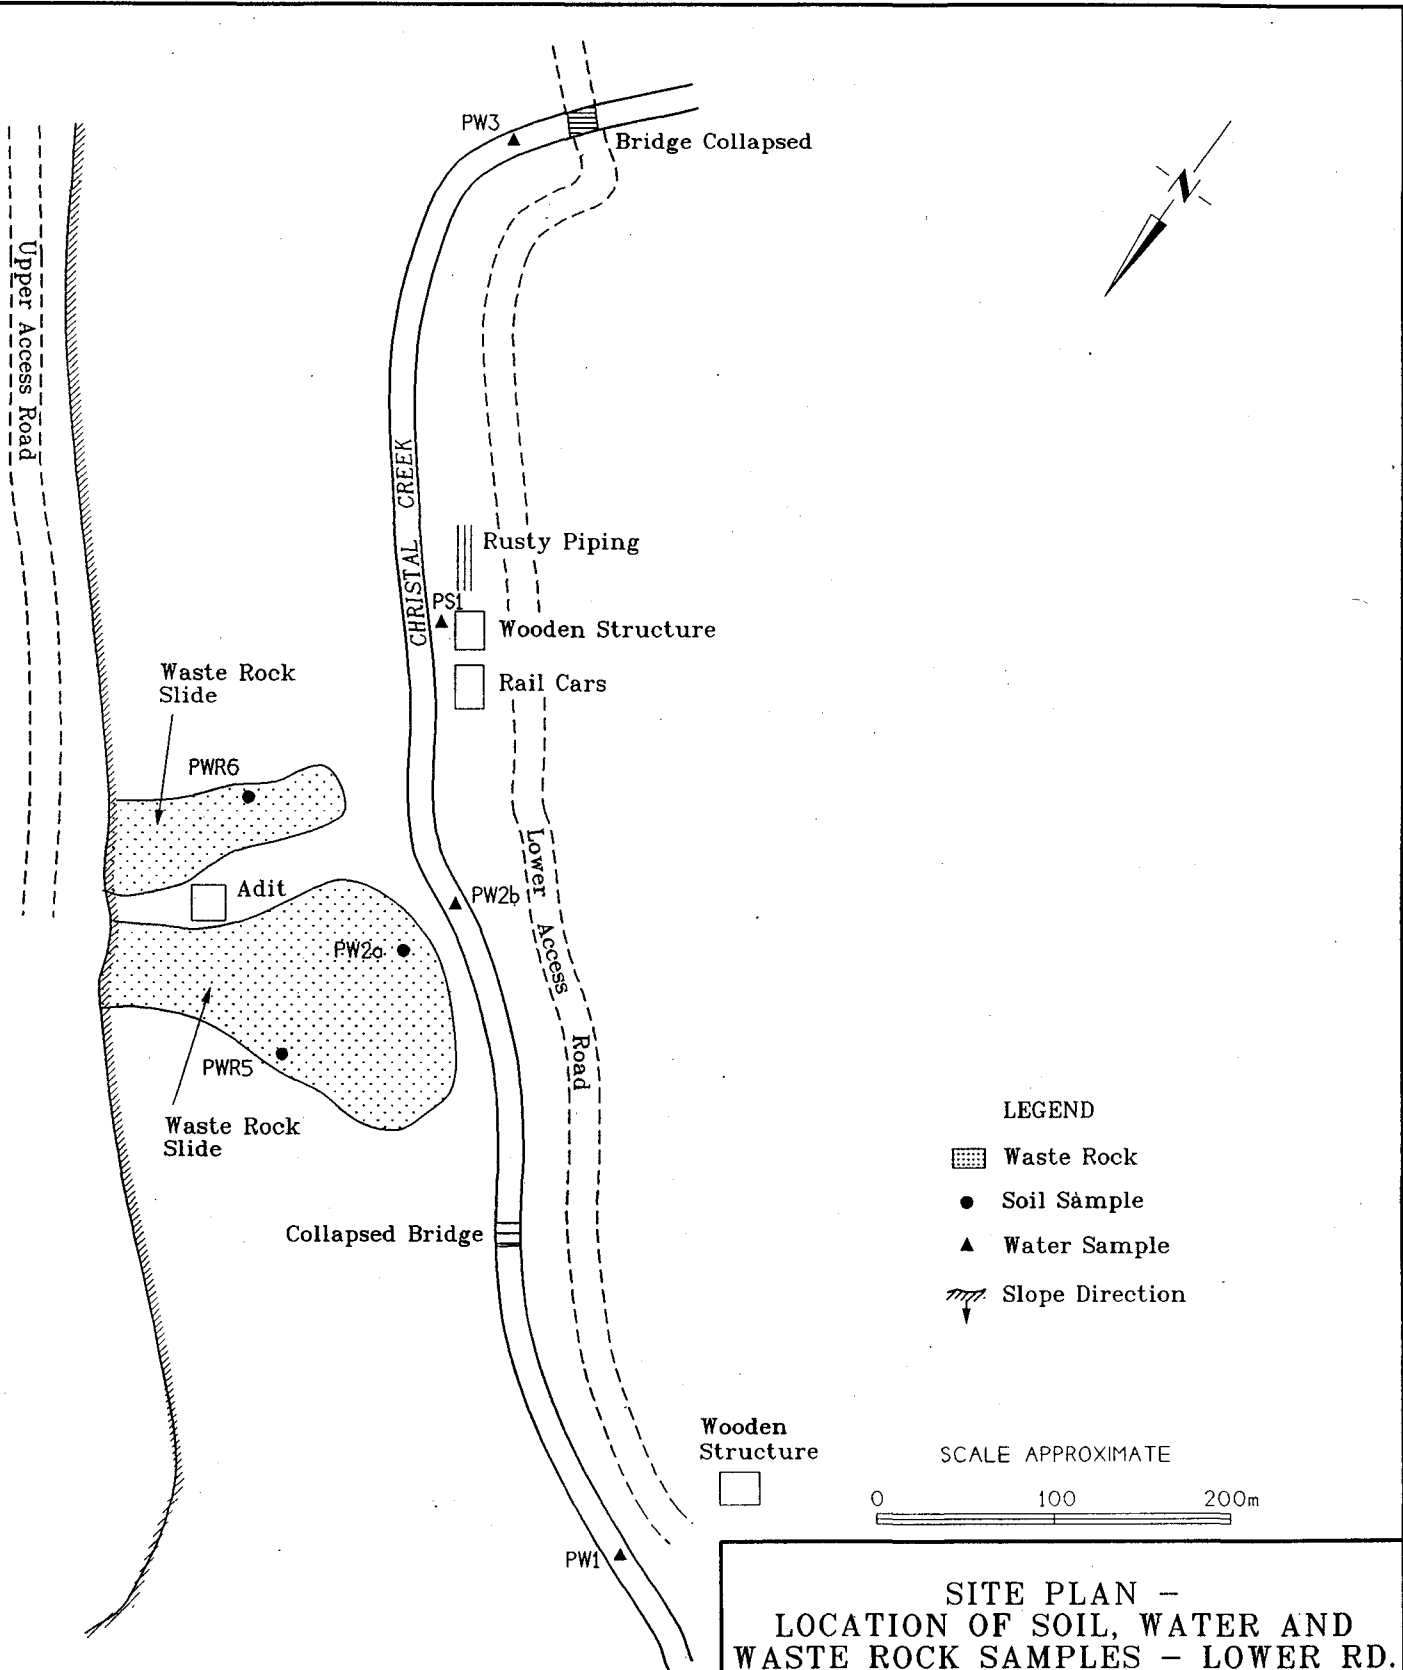 PW3
Bridge Collapsed
N
Upper Access Road
CHRISTAL CREEK
Rusty Piping
PS1
Wooden Structure
Rail Cars
Waste Rock
Slide
PWR6
Adit
PW2b
Lower Access Road
PW2a
PWR5
Waste Rock
Slide
Collapsed Bridge
LEGEND
Waste Rock
Soil Sample
Water Sample
Slope Direction
Wooden
Structure
SCALE APPROXIMATE
0 100 200m
PW1
SITE PLAN –
LOCATION OF SOIL, WATER AND
WASTE ROCK SAMPLES – LOWER RD.